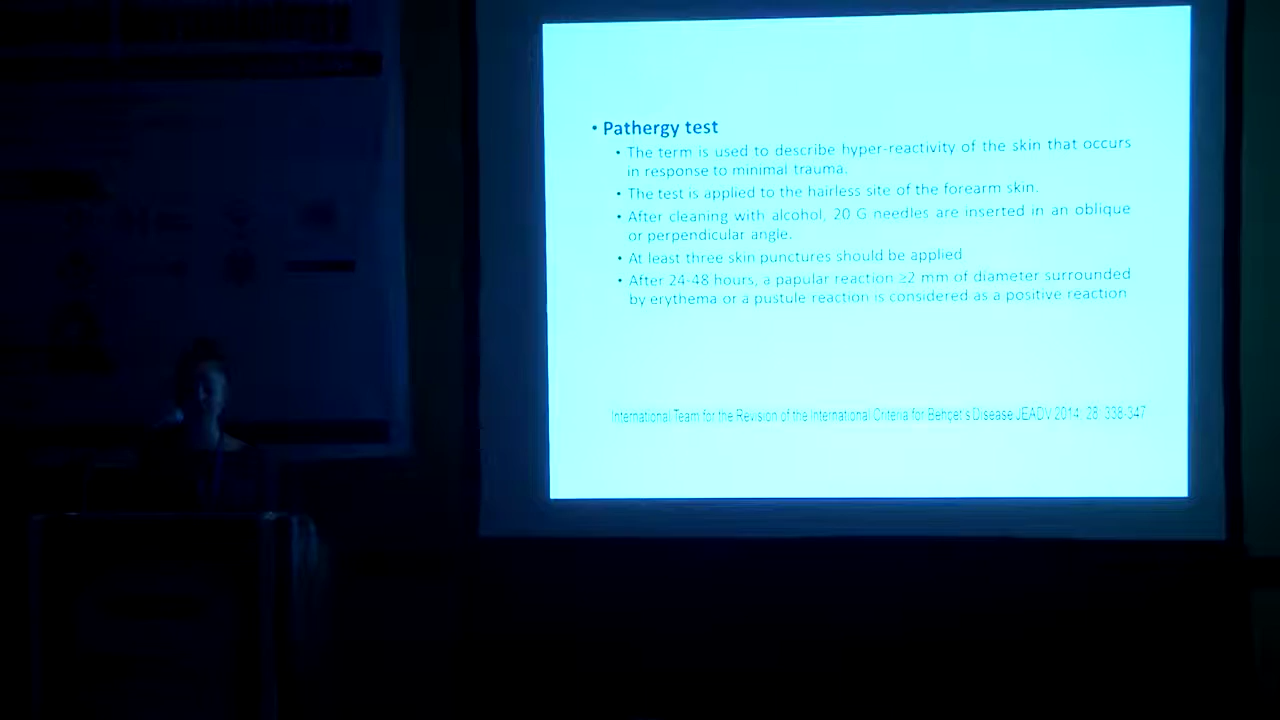 • Pathergy test
• The term is used to describe hyper-reactivity of the skin that occurs
in response to minimal trauma.
• The test is applied to the hairless site of the forearm skin.
• After cleaning with alcohol, 20 G needles are inserted in an oblique
or perpendicular angle.
• At least three skin punctures should be applied
• After 24-48 hours, a papular reaction ≥2 mm of diameter surrounded
by erythema or a pustule reaction is considered as a positive reaction
International Team for the Revision of the International Criteria for Behçet's Disease JEADV 2014; 28: 338-347